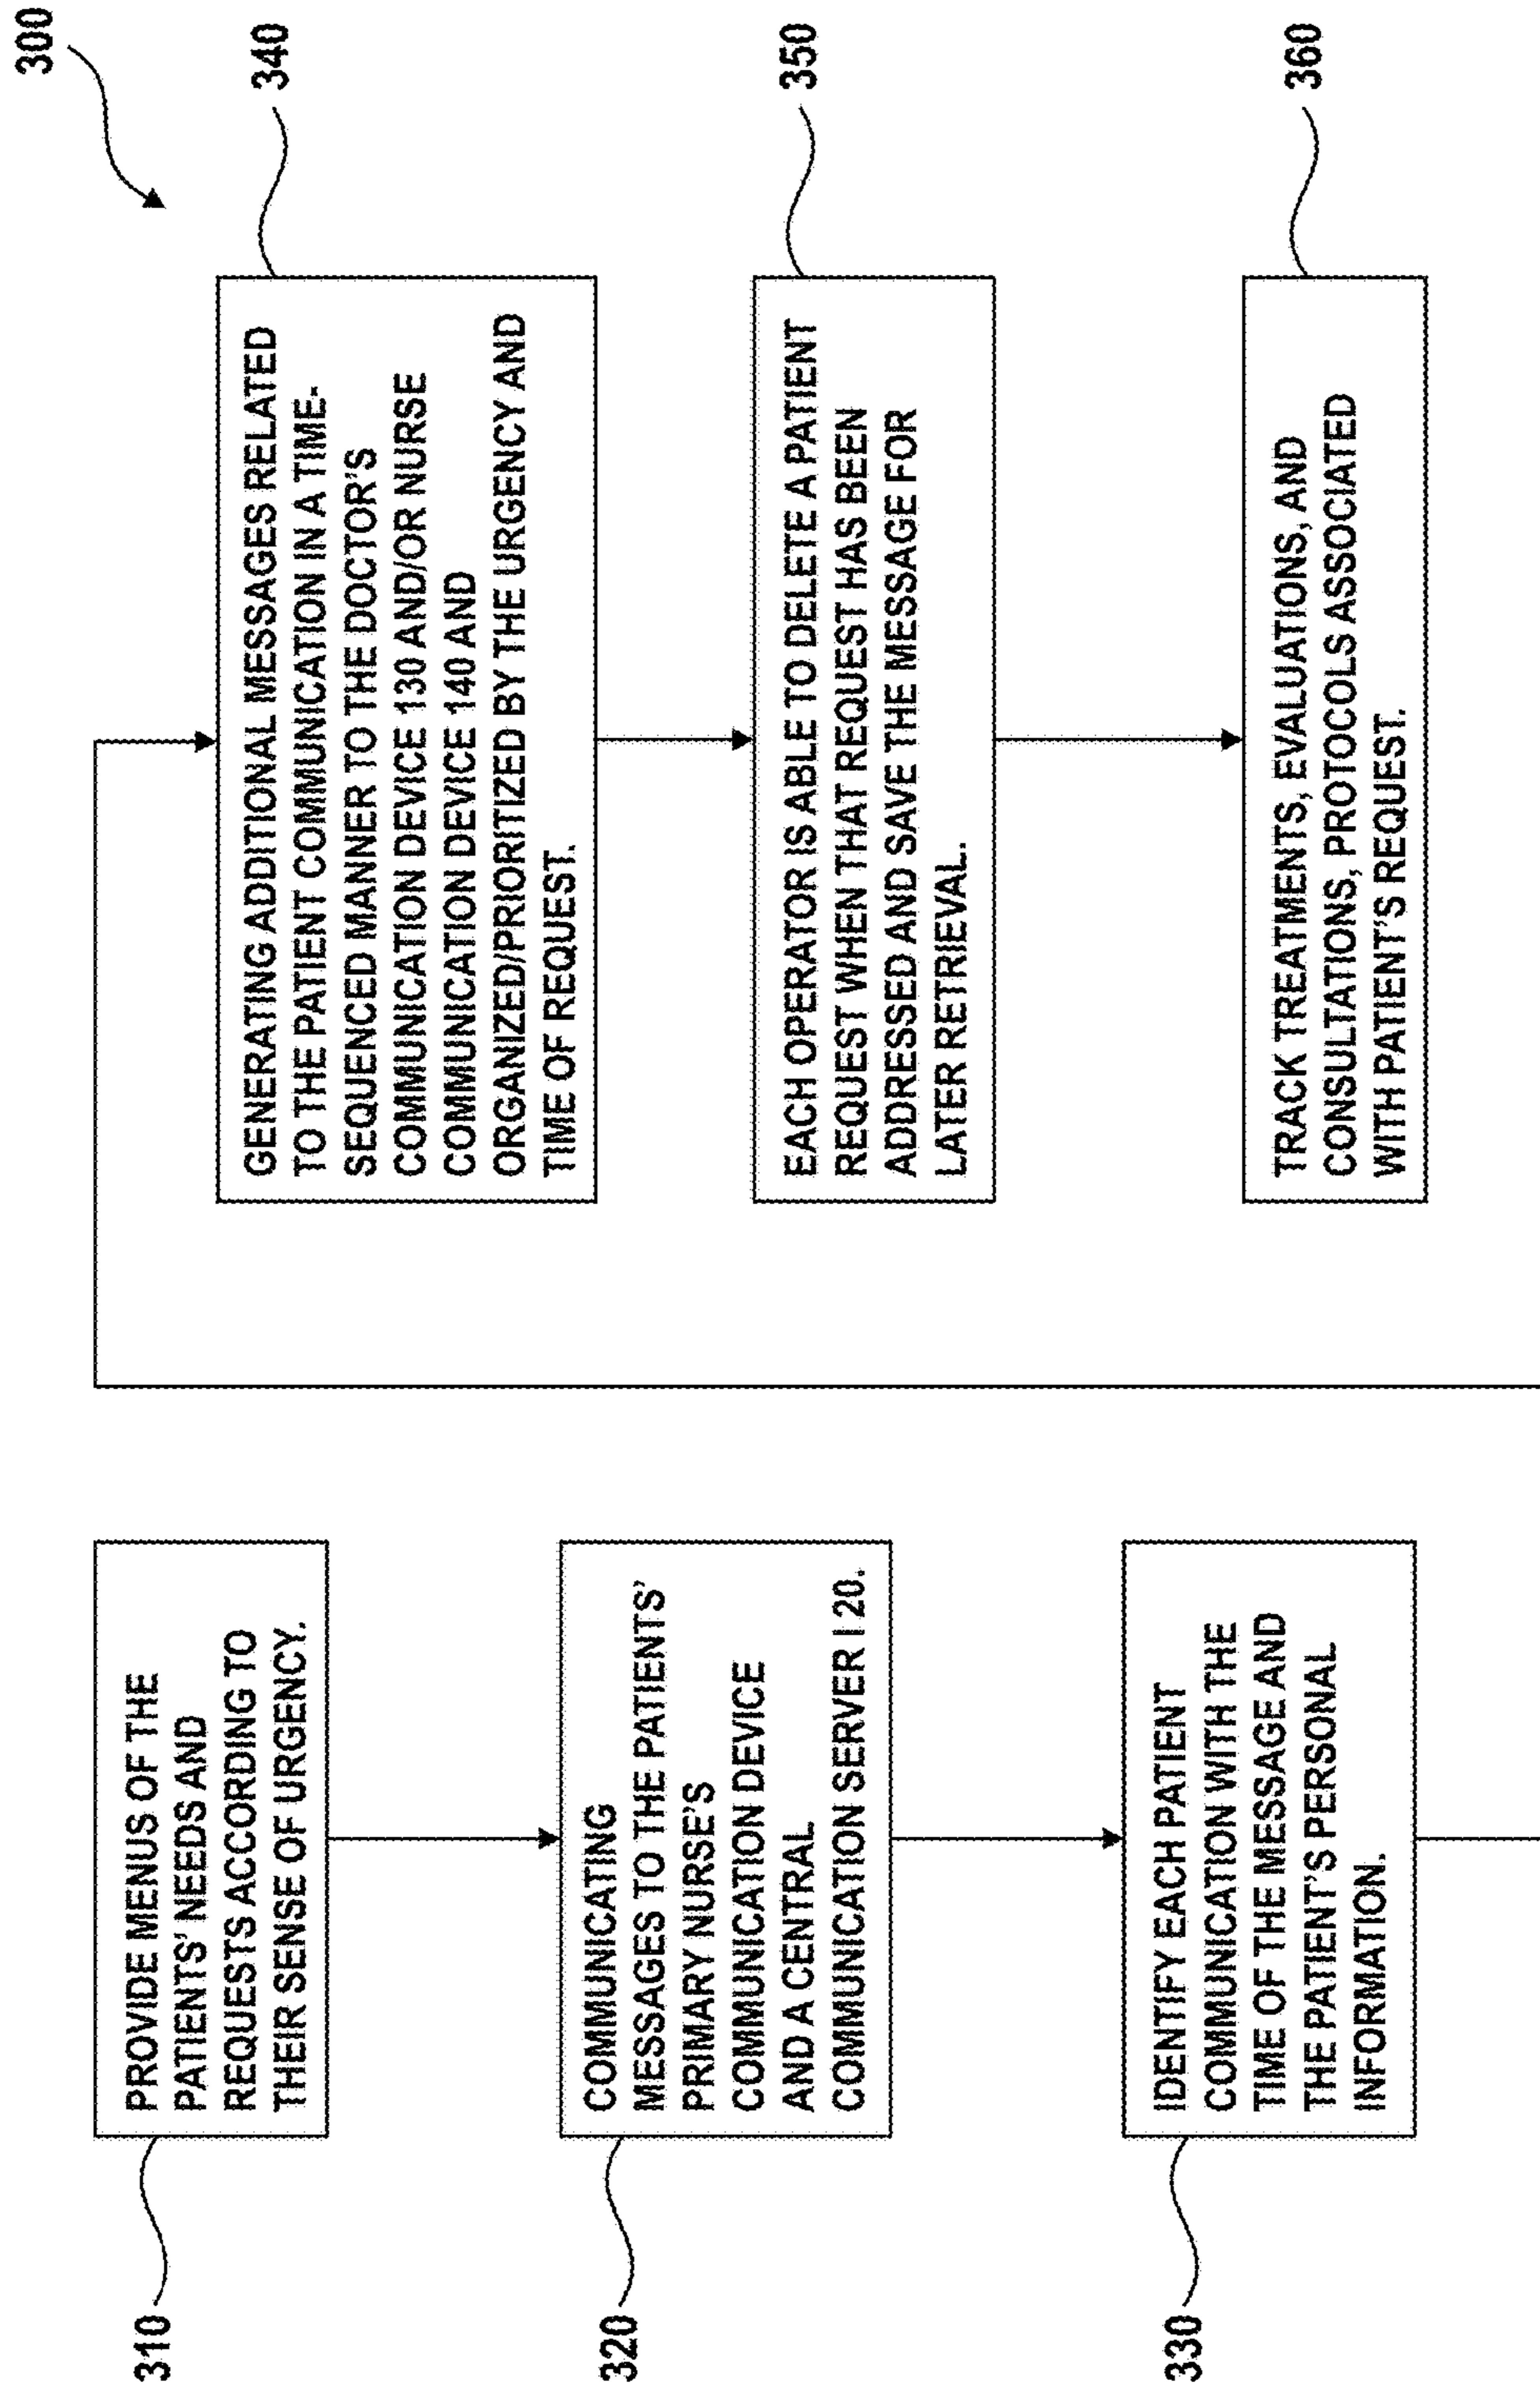 300
310
PROVIDE MENUS OF THE
PATIENTS' NEEDS AND
REQUESTS ACCORDING TO
THEIR SENSE OF URGENCY.
320
COMMUNICATING
MESSAGES TO THE PATIENTS'
PRIMARY NURSE'S
COMMUNICATION DEVICE
AND A CENTRAL
COMMUNICATION SERVER I 20.
330
IDENTIFY EACH PATIENT
COMMUNICATION WITH THE
TIME OF THE MESSAGE AND
THE PATIENT'S PERSONAL
INFORMATION.
340
GENERATING ADDITIONAL MESSAGES RELATED
TO THE PATIENT COMMUNICATION IN A TIME-
SEQUENCED MANNER TO THE DOCTOR'S
COMMUNICATION DEVICE 130 AND/OR NURSE
COMMUNICATION DEVICE 140 AND
ORGANIZED/PRIORITIZED BY THE URGENCY AND
TIME OF REQUEST.
350
EACH OPERATOR IS ABLE TO DELETE A PATIENT
REQUEST WHEN THAT REQUEST HAS BEEN
ADDRESSED AND SAVE THE MESSAGE FOR
LATER RETRIEVAL.
360
TRACK TREATMENTS, EVALUATIONS, AND
CONSULTATIONS, PROTOCOLS ASSOCIATED
WITH PATIENT'S REQUEST.